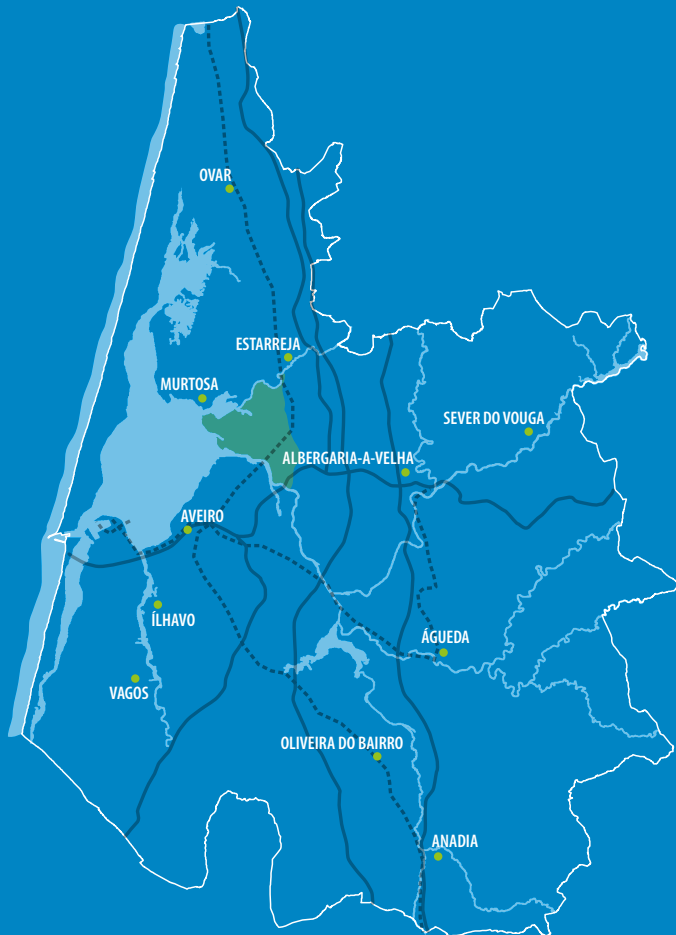 OVAR
ESTARREJA
MURTOSA
SEVER DO VOUGA
ALBERGARIA-A-VELHA
AVEIRO
ÍLHAVO
ÁGUEDA
VAGOS
OLIVEIRA DO BAIRRO
ANADIA